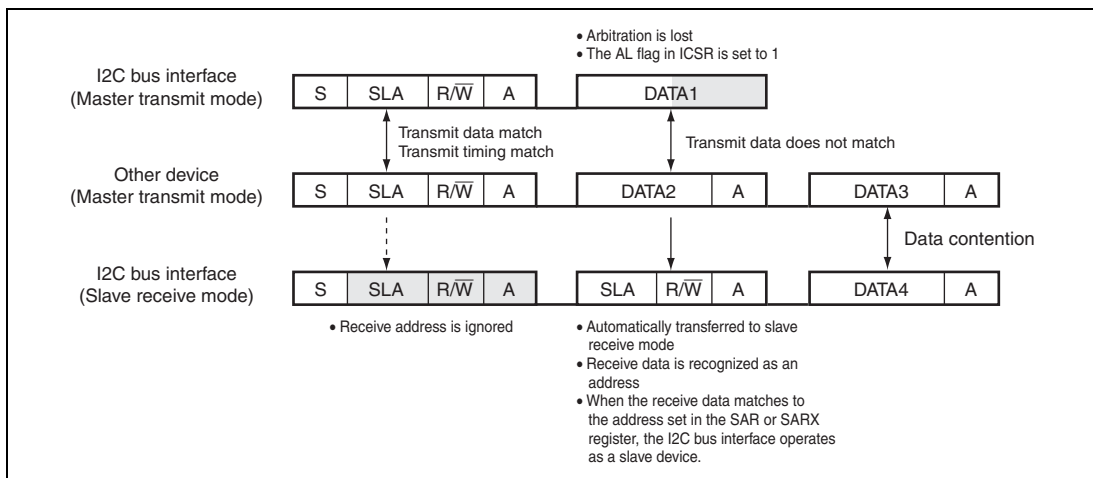 • Arbitration is lost
• The AL flag in ICSR is set to 1
I2C bus interface
(Master transmit mode)
S SLA R/W̅ A DATA1
Transmit data match
Transmit timing match
Transmit data does not match
Other device
(Master transmit mode)
S SLA R/W̅ A DATA2 A DATA3 A
Data contention
I2C bus interface
(Slave receive mode)
S SLA R/W̅ A SLA R/W̅ A DATA4 A
• Receive address is ignored
• Automatically transferred to slave
receive mode
• Receive data is recognized as an
address
• When the receive data matches to
the address set in the SAR or SARX
register, the I2C bus interface operates
as a slave device.